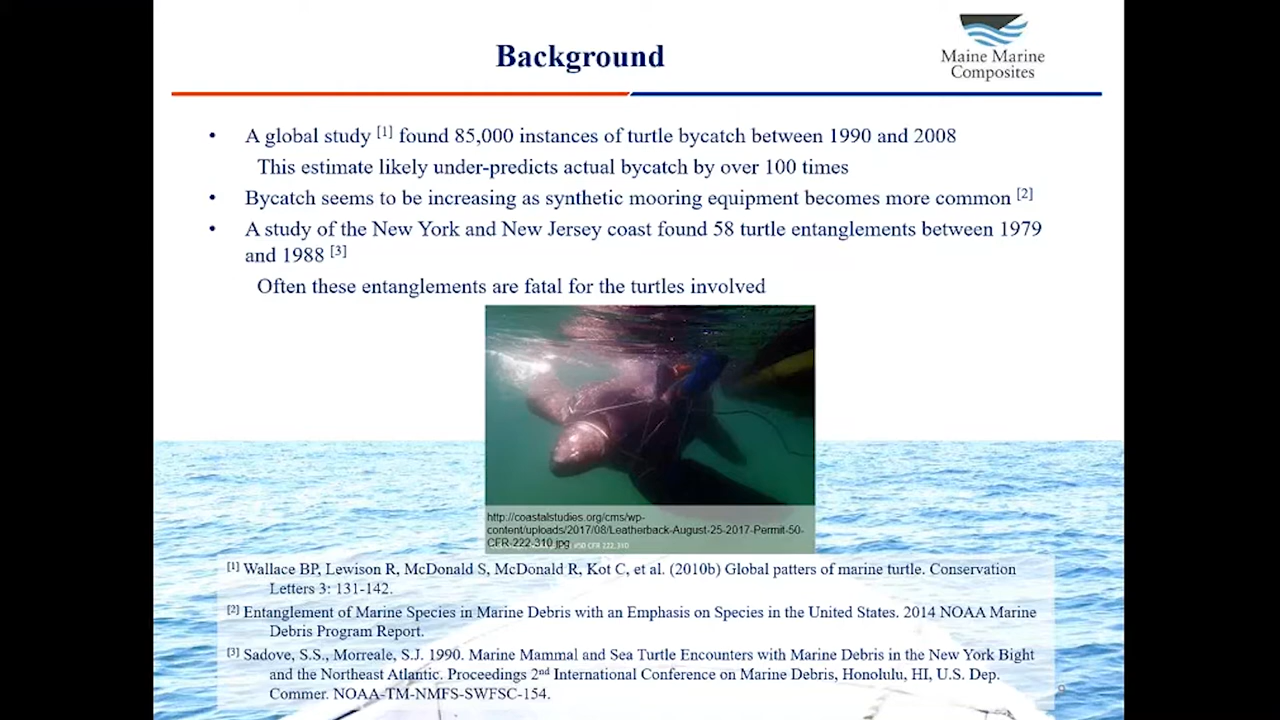 Background
Maine Marine
Composites
• A global study [1] found 85,000 instances of turtle bycatch between 1990 and 2008
This estimate likely under-predicts actual bycatch by over 100 times
• Bycatch seems to be increasing as synthetic mooring equipment becomes more common [2]
• A study of the New York and New Jersey coast found 58 turtle entanglements between 1979
and 1988 [3]
Often these entanglements are fatal for the turtles involved
http://coastalstudies.org/cms/wp-
content/uploads/2017/08/Leatherback-August-25-2017-Permit-50-
CFR-222-310.jpg
#50 CFR 222.310
[1] Wallace BP, Lewison R, McDonald S, McDonald R, Kot C, et al. (2010b) Global patters of marine turtle. Conservation
Letters 3: 131-142.
[2] Entanglement of Marine Species in Marine Debris with an Emphasis on Species in the United States. 2014 NOAA Marine
Debris Program Report.
[3] Sadove, S.S., Morreale, S.J. 1990. Marine Mammal and Sea Turtle Encounters with Marine Debris in the New York Bight
and the Northeast Atlantic. Proceedings 2nd International Conference on Marine Debris, Honolulu, HI, U.S. Dep.
Commer. NOAA-TM-NMFS-SWFSC-154.